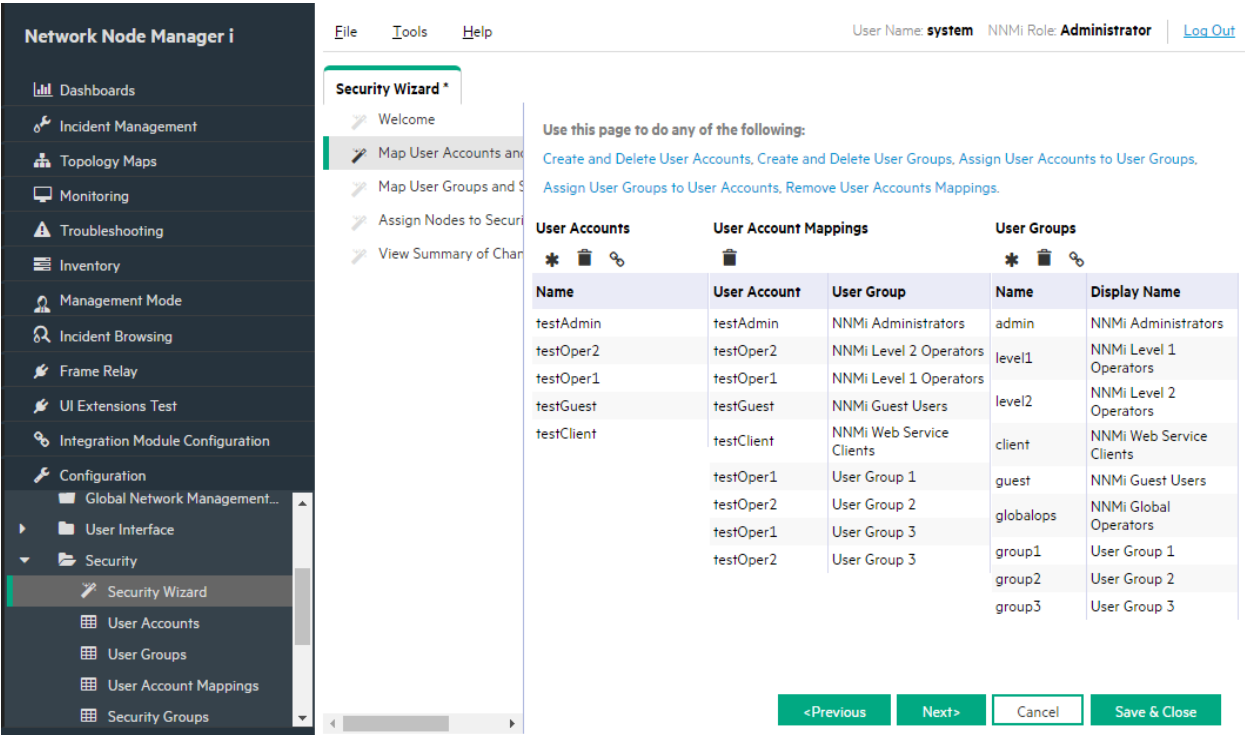 Network Node Manager i
File Tools Help
User Name: system NNMi Role: Administrator Log Out
Dashboards
Incident Management
Topology Maps
Monitoring
Troubleshooting
Inventory
Management Mode
Incident Browsing
Frame Relay
UI Extensions Test
Integration Module Configuration
Configuration
Global Network Management...
User Interface
Security
Security Wizard
User Accounts
User Groups
User Account Mappings
Security Groups
Security Wizard *
Welcome
Map User Accounts and
Map User Groups and S
Assign Nodes to Securi
View Summary of Chan
Use this page to do any of the following:
Create and Delete User Accounts, Create and Delete User Groups, Assign User Accounts to User Groups,
Assign User Groups to User Accounts, Remove User Accounts Mappings.
User Accounts
Name
testAdmin
testOper2
testOper1
testGuest
testClient
User Account Mappings
User Account User Group
testAdmin NNMi Administrators
testOper2 NNMi Level 2 Operators
testOper1 NNMi Level 1 Operators
testGuest NNMi Guest Users
testClient NNMi Web Service
Clients
testOper1 User Group 1
testOper2 User Group 2
testOper1 User Group 3
testOper2 User Group 3
User Groups
Name Display Name
admin NNMi Administrators
level1 NNMi Level 1
Operators
level2 NNMi Level 2
Operators
client NNMi Web Service
Clients
guest NNMi Guest Users
globalops NNMi Global
Operators
group1 User Group 1
group2 User Group 2
group3 User Group 3
<Previous Next> Cancel Save & Close